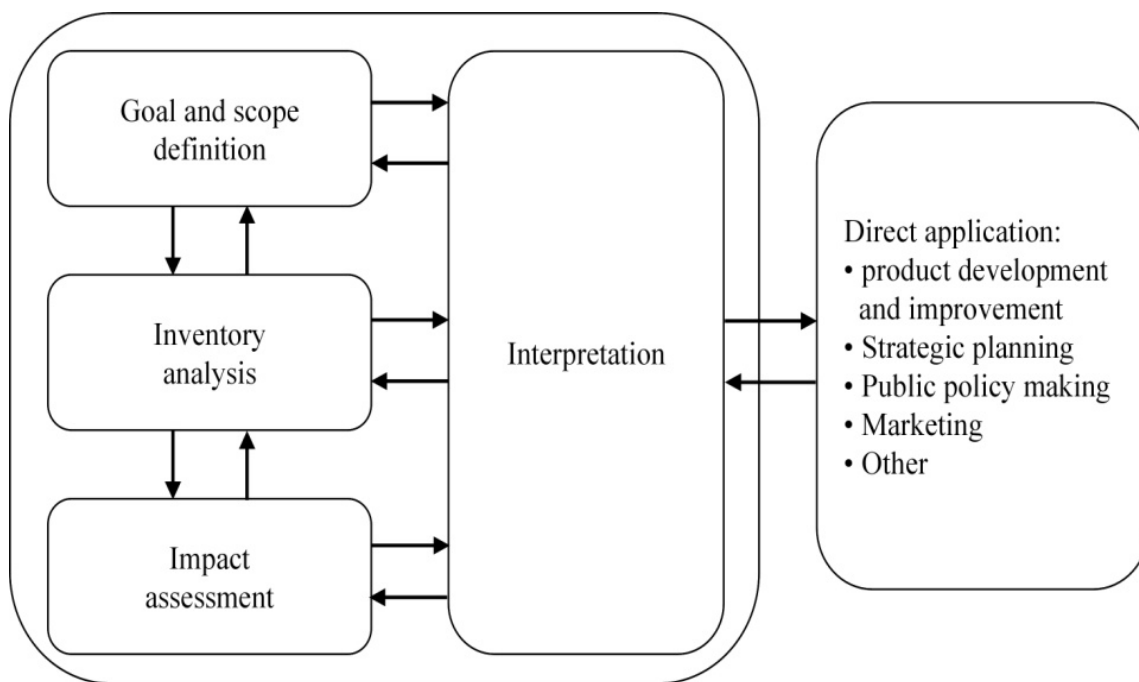 Goal and scope
definition
Inventory
analysis
Impact
assessment
Interpretation
Direct application:
• product development
and improvement
• Strategic planning
• Public policy making
• Marketing
• Other